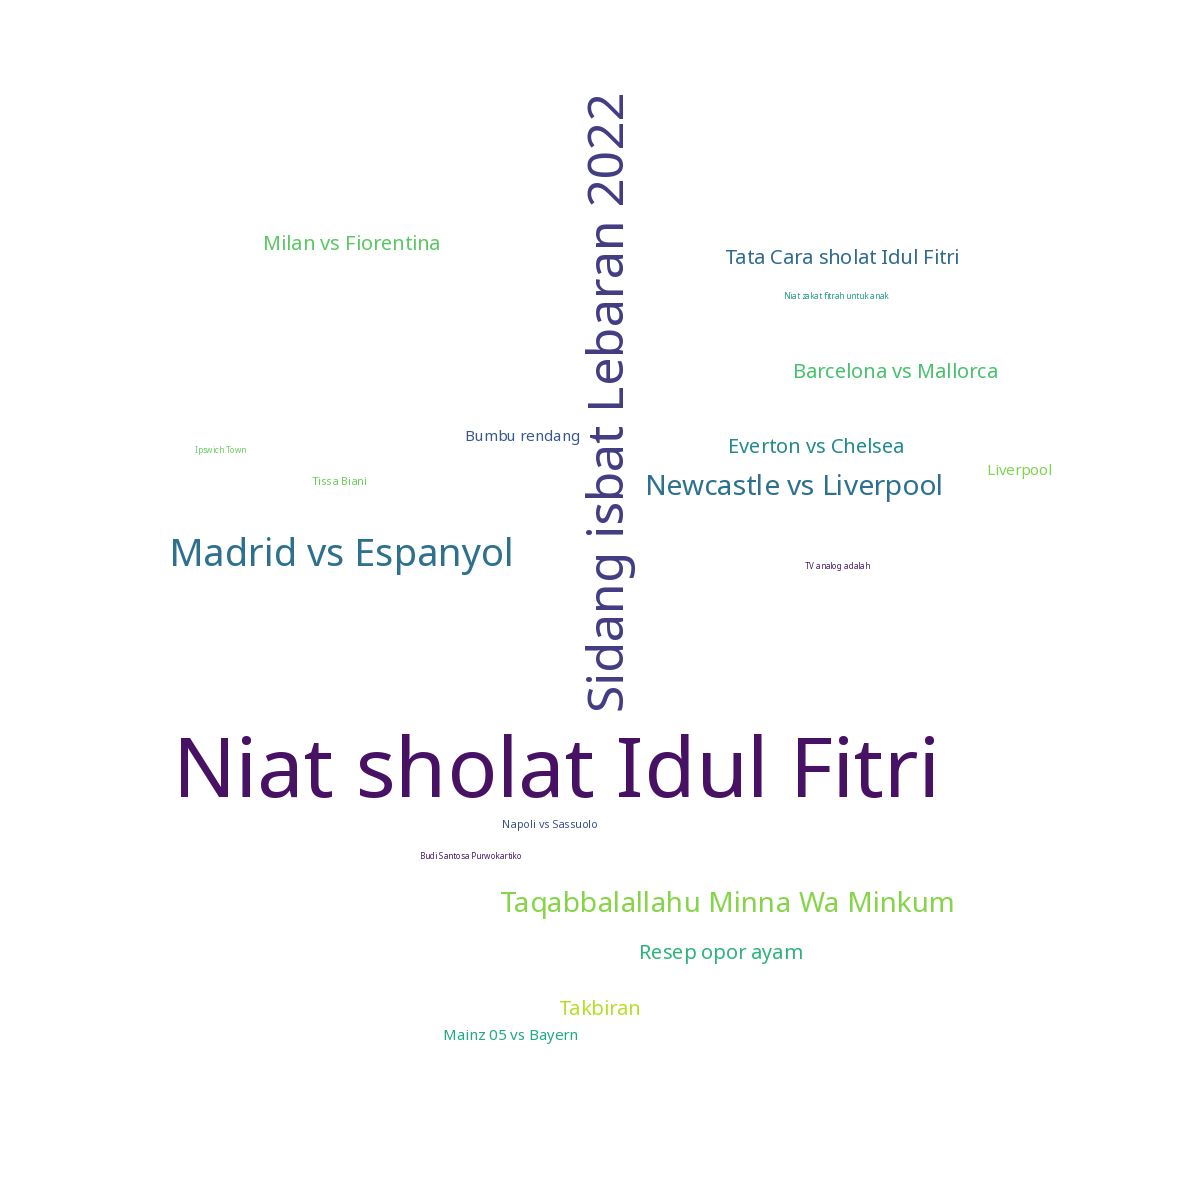 Sidang isbat Lebaran 2022
Milan vs Fiorentina
Tata Cara sholat Idul Fitri
Niat zakat fitrah untuk anak
Barcelona vs Mallorca
Bumbu rendang
Everton vs Chelsea
Ipswich Town
Liverpool
Tissa Biani
Newcastle vs Liverpool
Madrid vs Espanyol
TV analog adalah
Niat sholat Idul Fitri
Napoli vs Sassuolo
Budi Santosa Purwokartiko
Taqabbalallahu Minna Wa Minkum
Resep opor ayam
Takbiran
Mainz 05 vs Bayern